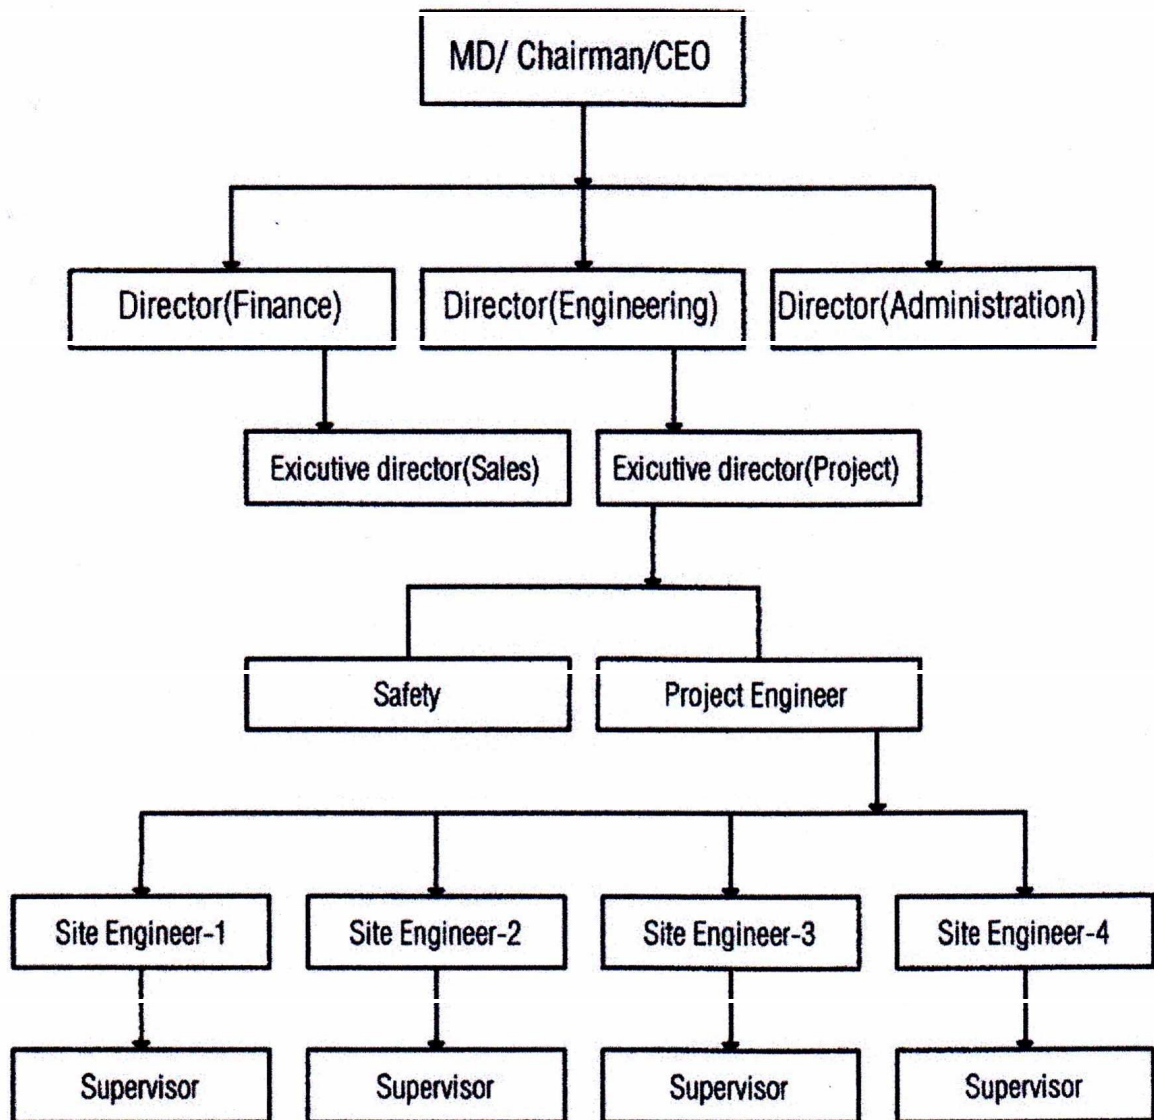 MD/ Chairman/CEO
Director(Finance)
Director(Engineering)
Director(Administration)
Exicutive director(Sales)
Exicutive director(Project)
Safety
Project Engineer
Site Engineer-1
Site Engineer-2
Site Engineer-3
Site Engineer-4
Supervisor
Supervisor
Supervisor
Supervisor